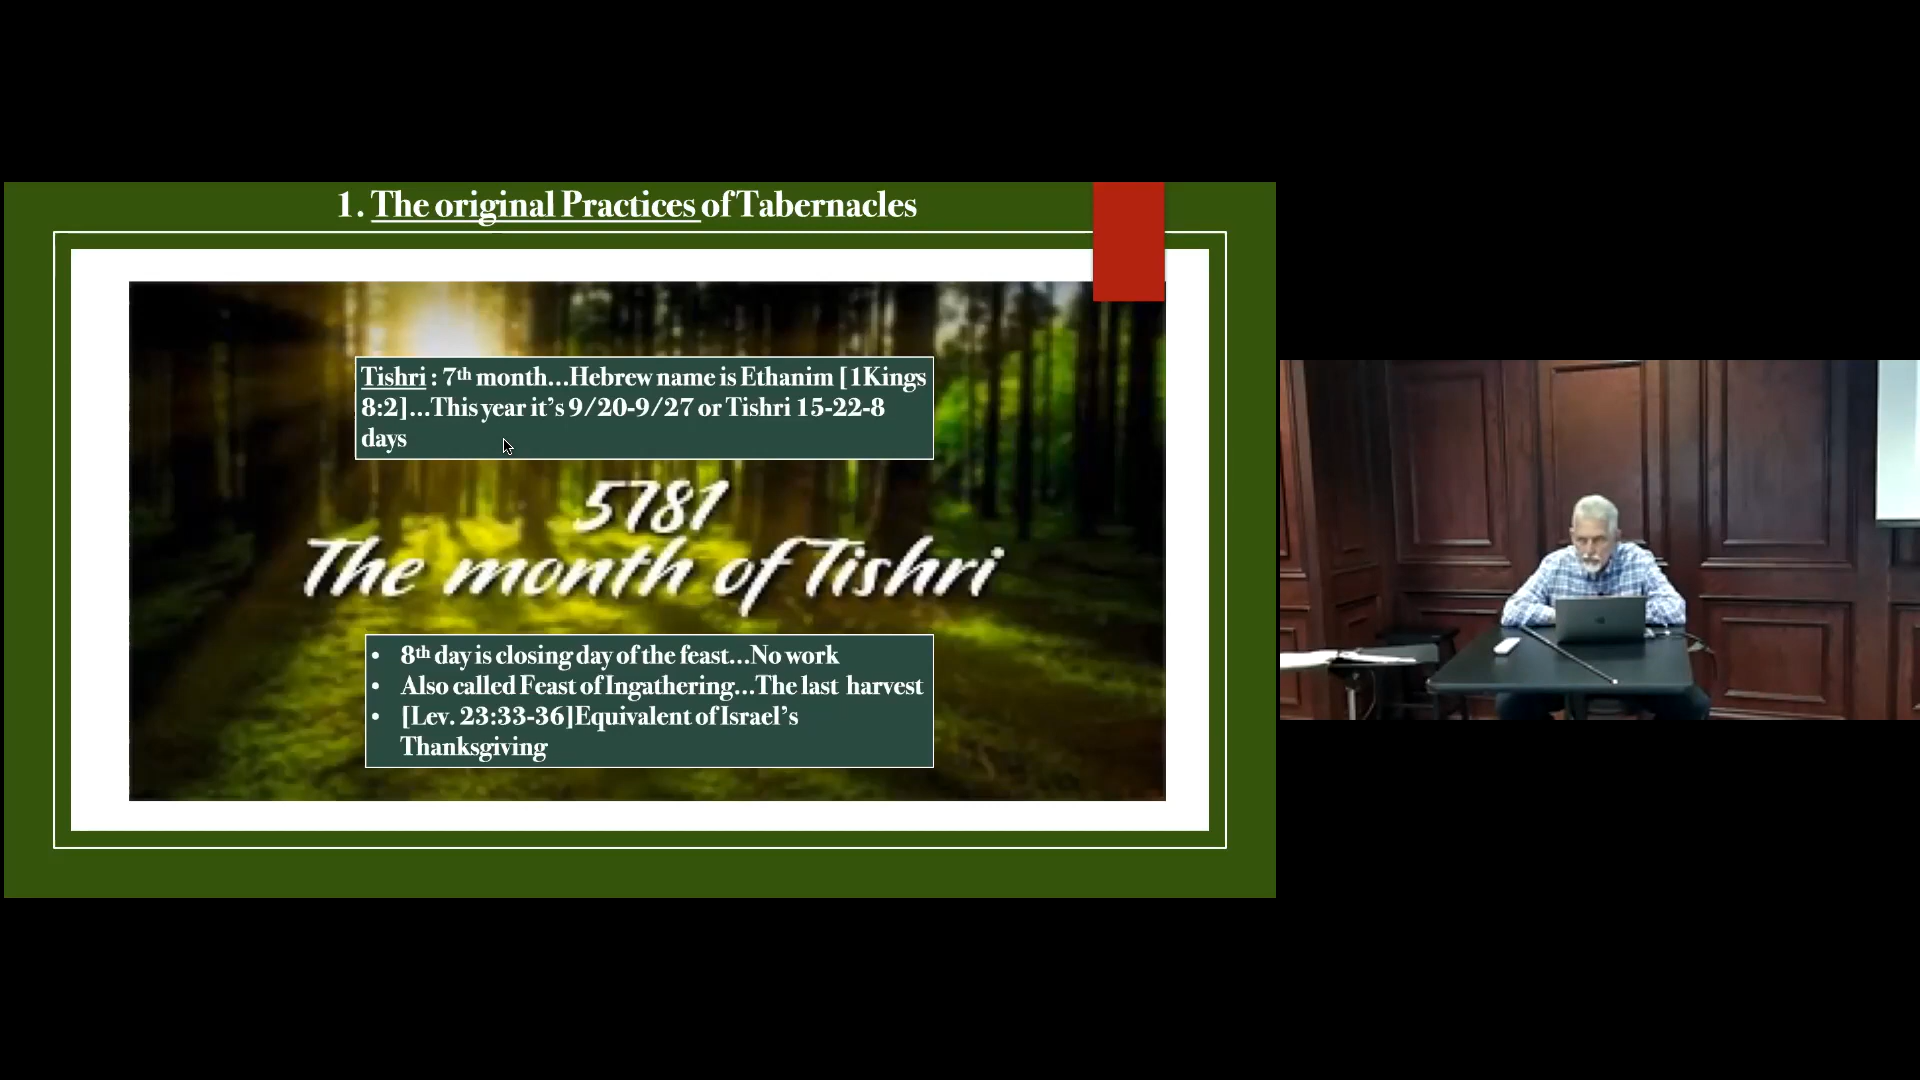 1. The original Practices of Tabernacles
Tishri : 7th month...Hebrew name is Ethanim [1Kings
8:2]...This year it's 9/20-9/27 or Tishri 15-22-8
days
5781
The month of Tishri
• 8th day is closing day of the feast...No work
• Also called Feast of Ingathering...The last harvest
• [Lev. 23:33-36]Equivalent of Israel's
Thanksgiving